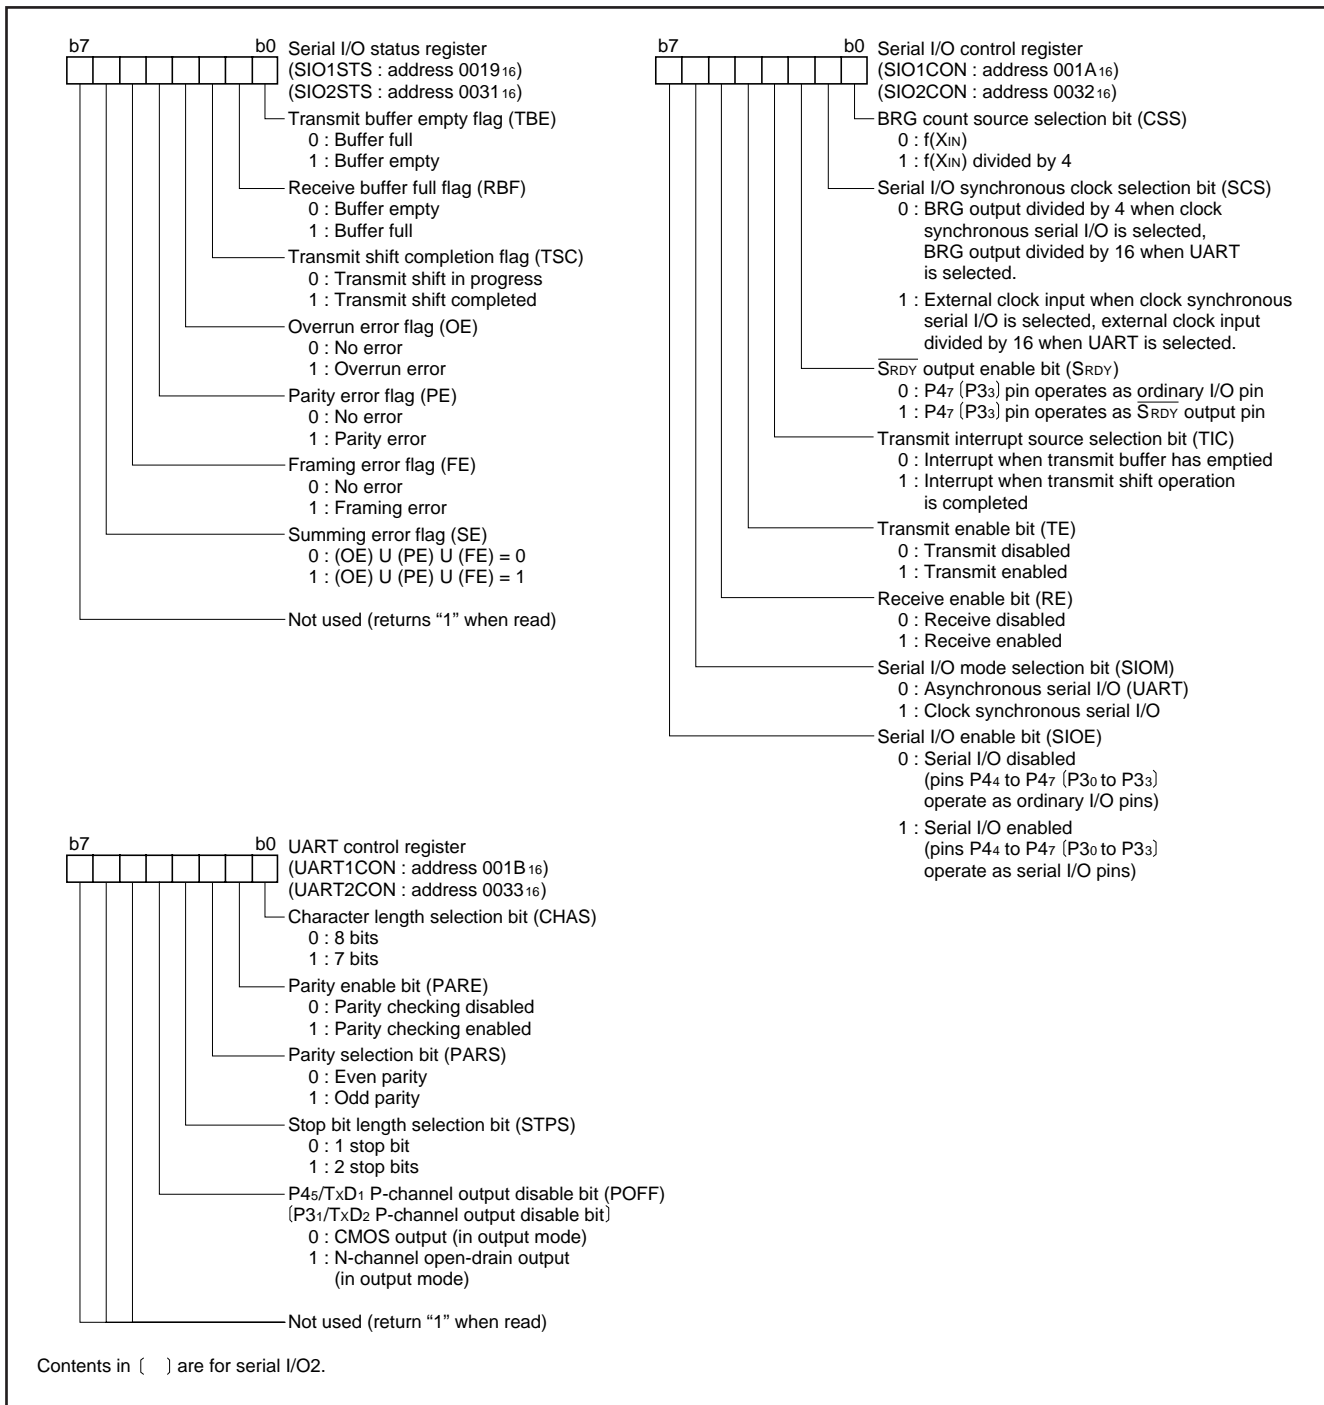 b7 b0 Serial I/O status register
(SIO1STS : address 0019₁₆)
(SIO2STS : address 0031₁₆)
Transmit buffer empty flag (TBE)
0 : Buffer full
1 : Buffer empty
Receive buffer full flag (RBF)
0 : Buffer empty
1 : Buffer full
Transmit shift completion flag (TSC)
0 : Transmit shift in progress
1 : Transmit shift completed
Overrun error flag (OE)
0 : No error
1 : Overrun error
Parity error flag (PE)
0 : No error
1 : Parity error
Framing error flag (FE)
0 : No error
1 : Framing error
Summing error flag (SE)
0 : (OE) U (PE) U (FE) = 0
1 : (OE) U (PE) U (FE) = 1
Not used (returns “1” when read)
b7 b0 UART control register
(UART1CON : address 001B₁₆)
(UART2CON : address 0033₁₆)
Character length selection bit (CHAS)
0 : 8 bits
1 : 7 bits
Parity enable bit (PARE)
0 : Parity checking disabled
1 : Parity checking enabled
Parity selection bit (PARS)
0 : Even parity
1 : Odd parity
Stop bit length selection bit (STPS)
0 : 1 stop bit
1 : 2 stop bits
P4₅/TxD₁ P-channel output disable bit (POFF)
[P3₁/TxD₂ P-channel output disable bit]
0 : CMOS output (in output mode)
1 : N-channel open-drain output
(in output mode)
Not used (return “1” when read)
b7 b0 Serial I/O control register
(SIO1CON : address 001A₁₆)
(SIO2CON : address 0032₁₆)
BRG count source selection bit (CSS)
0 : f(XIN)
1 : f(XIN) divided by 4
Serial I/O synchronous clock selection bit (SCS)
0 : BRG output divided by 4 when clock
synchronous serial I/O is selected,
BRG output divided by 16 when UART
is selected.
1 : External clock input when clock synchronous
serial I/O is selected, external clock input
divided by 16 when UART is selected.
SRDY output enable bit (SRDY)
0 : P4₇ [P3₃] pin operates as ordinary I/O pin
1 : P4₇ [P3₃] pin operates as SRDY output pin
Transmit interrupt source selection bit (TIC)
0 : Interrupt when transmit buffer has emptied
1 : Interrupt when transmit shift operation
is completed
Transmit enable bit (TE)
0 : Transmit disabled
1 : Transmit enabled
Receive enable bit (RE)
0 : Receive disabled
1 : Receive enabled
Serial I/O mode selection bit (SIOM)
0 : Asynchronous serial I/O (UART)
1 : Clock synchronous serial I/O
Serial I/O enable bit (SIOE)
0 : Serial I/O disabled
(pins P4₄ to P4₇ [P3₀ to P3₃]
operate as ordinary I/O pins)
1 : Serial I/O enabled
(pins P4₄ to P4₇ [P3₀ to P3₃]
operate as serial I/O pins)
Contents in [ ] are for serial I/O2.